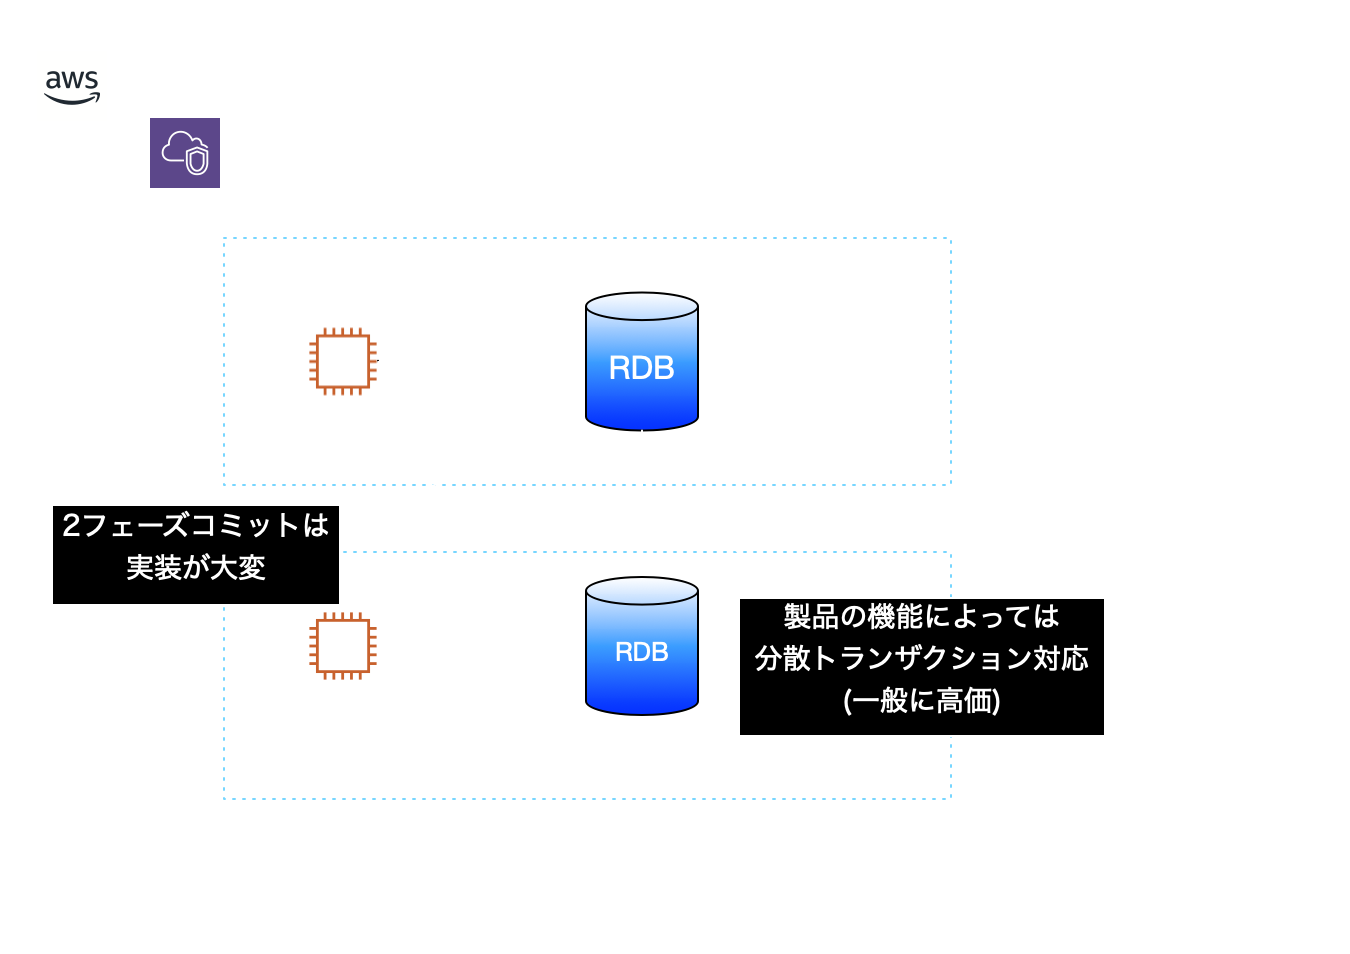 aws
RDB
2フェーズコミットは
実装が大変
RDB
製品の機能によっては
分散トランザクション対応
(一般に高価)